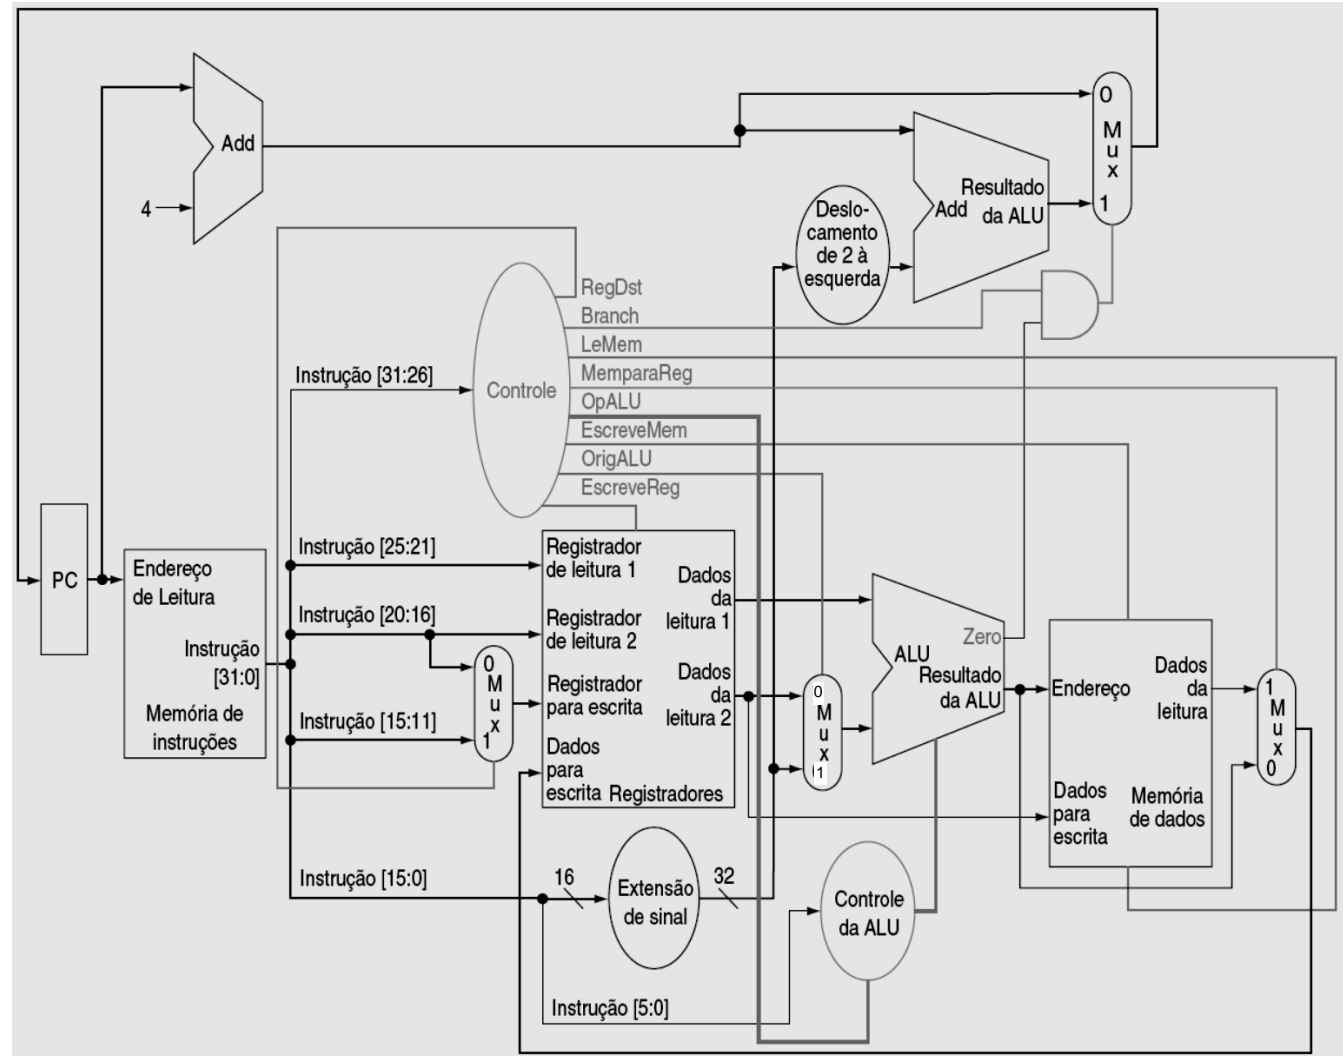 Add
4
0
M
u
x
1
Deslo-
camento
de 2 à
esquerda
Add
Resultado
da ALU
Controle
RegDst
Branch
LeMem
MemparaReg
OpALU
EscreveMem
OrigALU
EscreveReg
Instrução [31:26]
Instrução [25:21]
Instrução [20:16]
Instrução [15:11]
Instrução [15:0]
Instrução [5:0]
PC
Endereço
de Leitura
Instrução
[31:0]
Memória de
instruções
0
M
u
x
1
Registrador
de leitura 1
Registrador
de leitura 2
Registrador
para escrita
Dados
para
escrita
Registradores
Dados
da
leitura 1
Dados
da
leitura 2
0
M
u
x
1
ALU
Zero
Resultado
da ALU
Endereço
Dados
da
leitura
Dados
para
escrita
Memória
de dados
1
M
u
x
0
16
Extensão
de sinal
32
Controle
da ALU